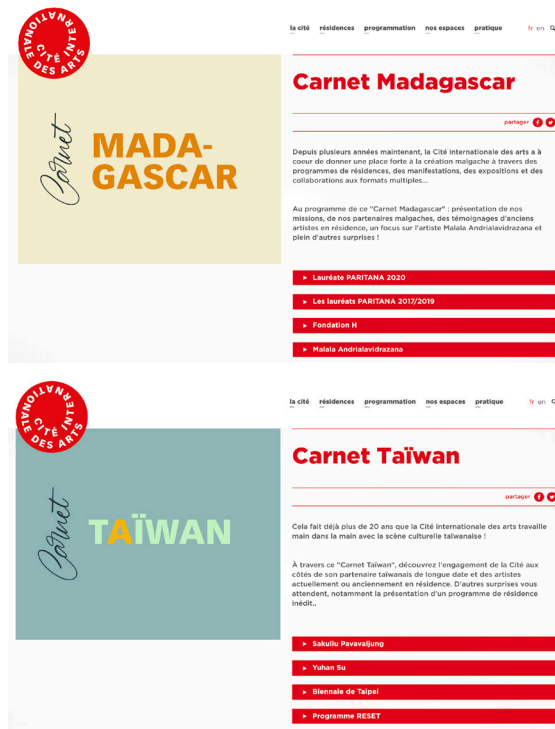 CITÉ INTERNATIONALE DES ARTS
la cité résidences programmation nos espaces pratique fr en
Carnet
MADA-
GASCAR
Carnet Madagascar
partager
Depuis plusieurs années maintenant, la Cité internationale des arts a à
coeur de donner une place forte à la création malgache à travers des
programmes de résidences, des manifestations, des expositions et des
collaborations aux formats multiples...
Au programme de ce "Carnet Madagascar" : présentation de nos
missions, de nos partenaires malgaches, des témoignages d'anciens
artistes en résidence, un focus sur l'artiste Malala Andrialavidrazana et
plein d'autres surprises !
► Lauréate PARITANA 2020
► Les lauréats PARITANA 2017/2019
► Fondation H
► Malala Andrialavidrazana
CITÉ INTERNATIONALE DES ARTS
la cité résidences programmation nos espaces pratique fr en
Carnet
TAÏWAN
Carnet Taïwan
partager
Cela fait déjà plus de 20 ans que la Cité internationale des arts travaille
main dans la main avec la scène culturelle taïwanaise !
À travers ce "Carnet Taïwan", découvrez l'engagement de la Cité aux
côtés de son partenaire taïwanais de longue date et des artistes
actuellement ou anciennement en résidence. D'autres surprises vous
attendent, notamment la présentation d'un programme de résidence
inédit..
► Sakuliu Pavavaljung
► Yuhan Su
► Biennale de Taipei
► Programme RESET